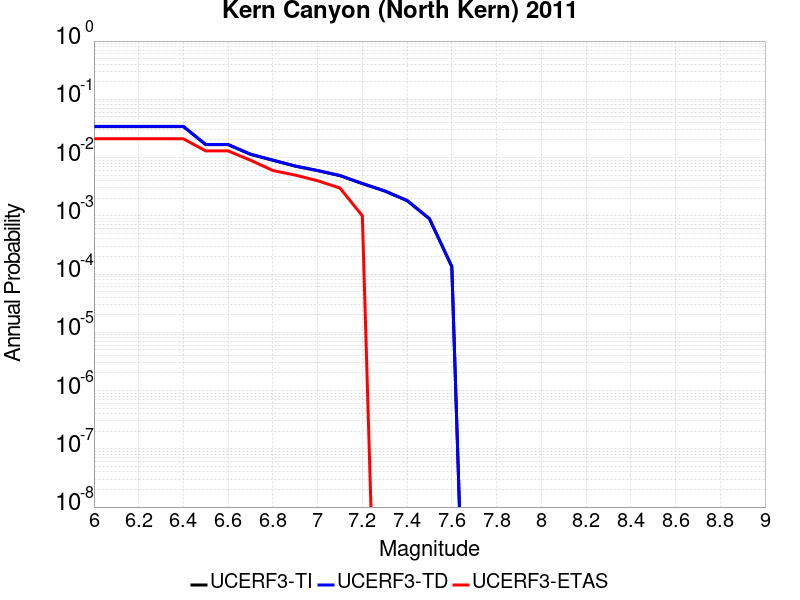 Kern Canyon (North Kern) 2011
10^0
10^-1
10^-2
10^-3
10^-4
10^-5
10^-6
10^-7
10^-8
Annual Probability
6 6.2 6.4 6.6 6.8 7 7.2 7.4 7.6 7.8 8 8.2 8.4 8.6 8.8 9
Magnitude
UCERF3-TI UCERF3-TD UCERF3-ETAS